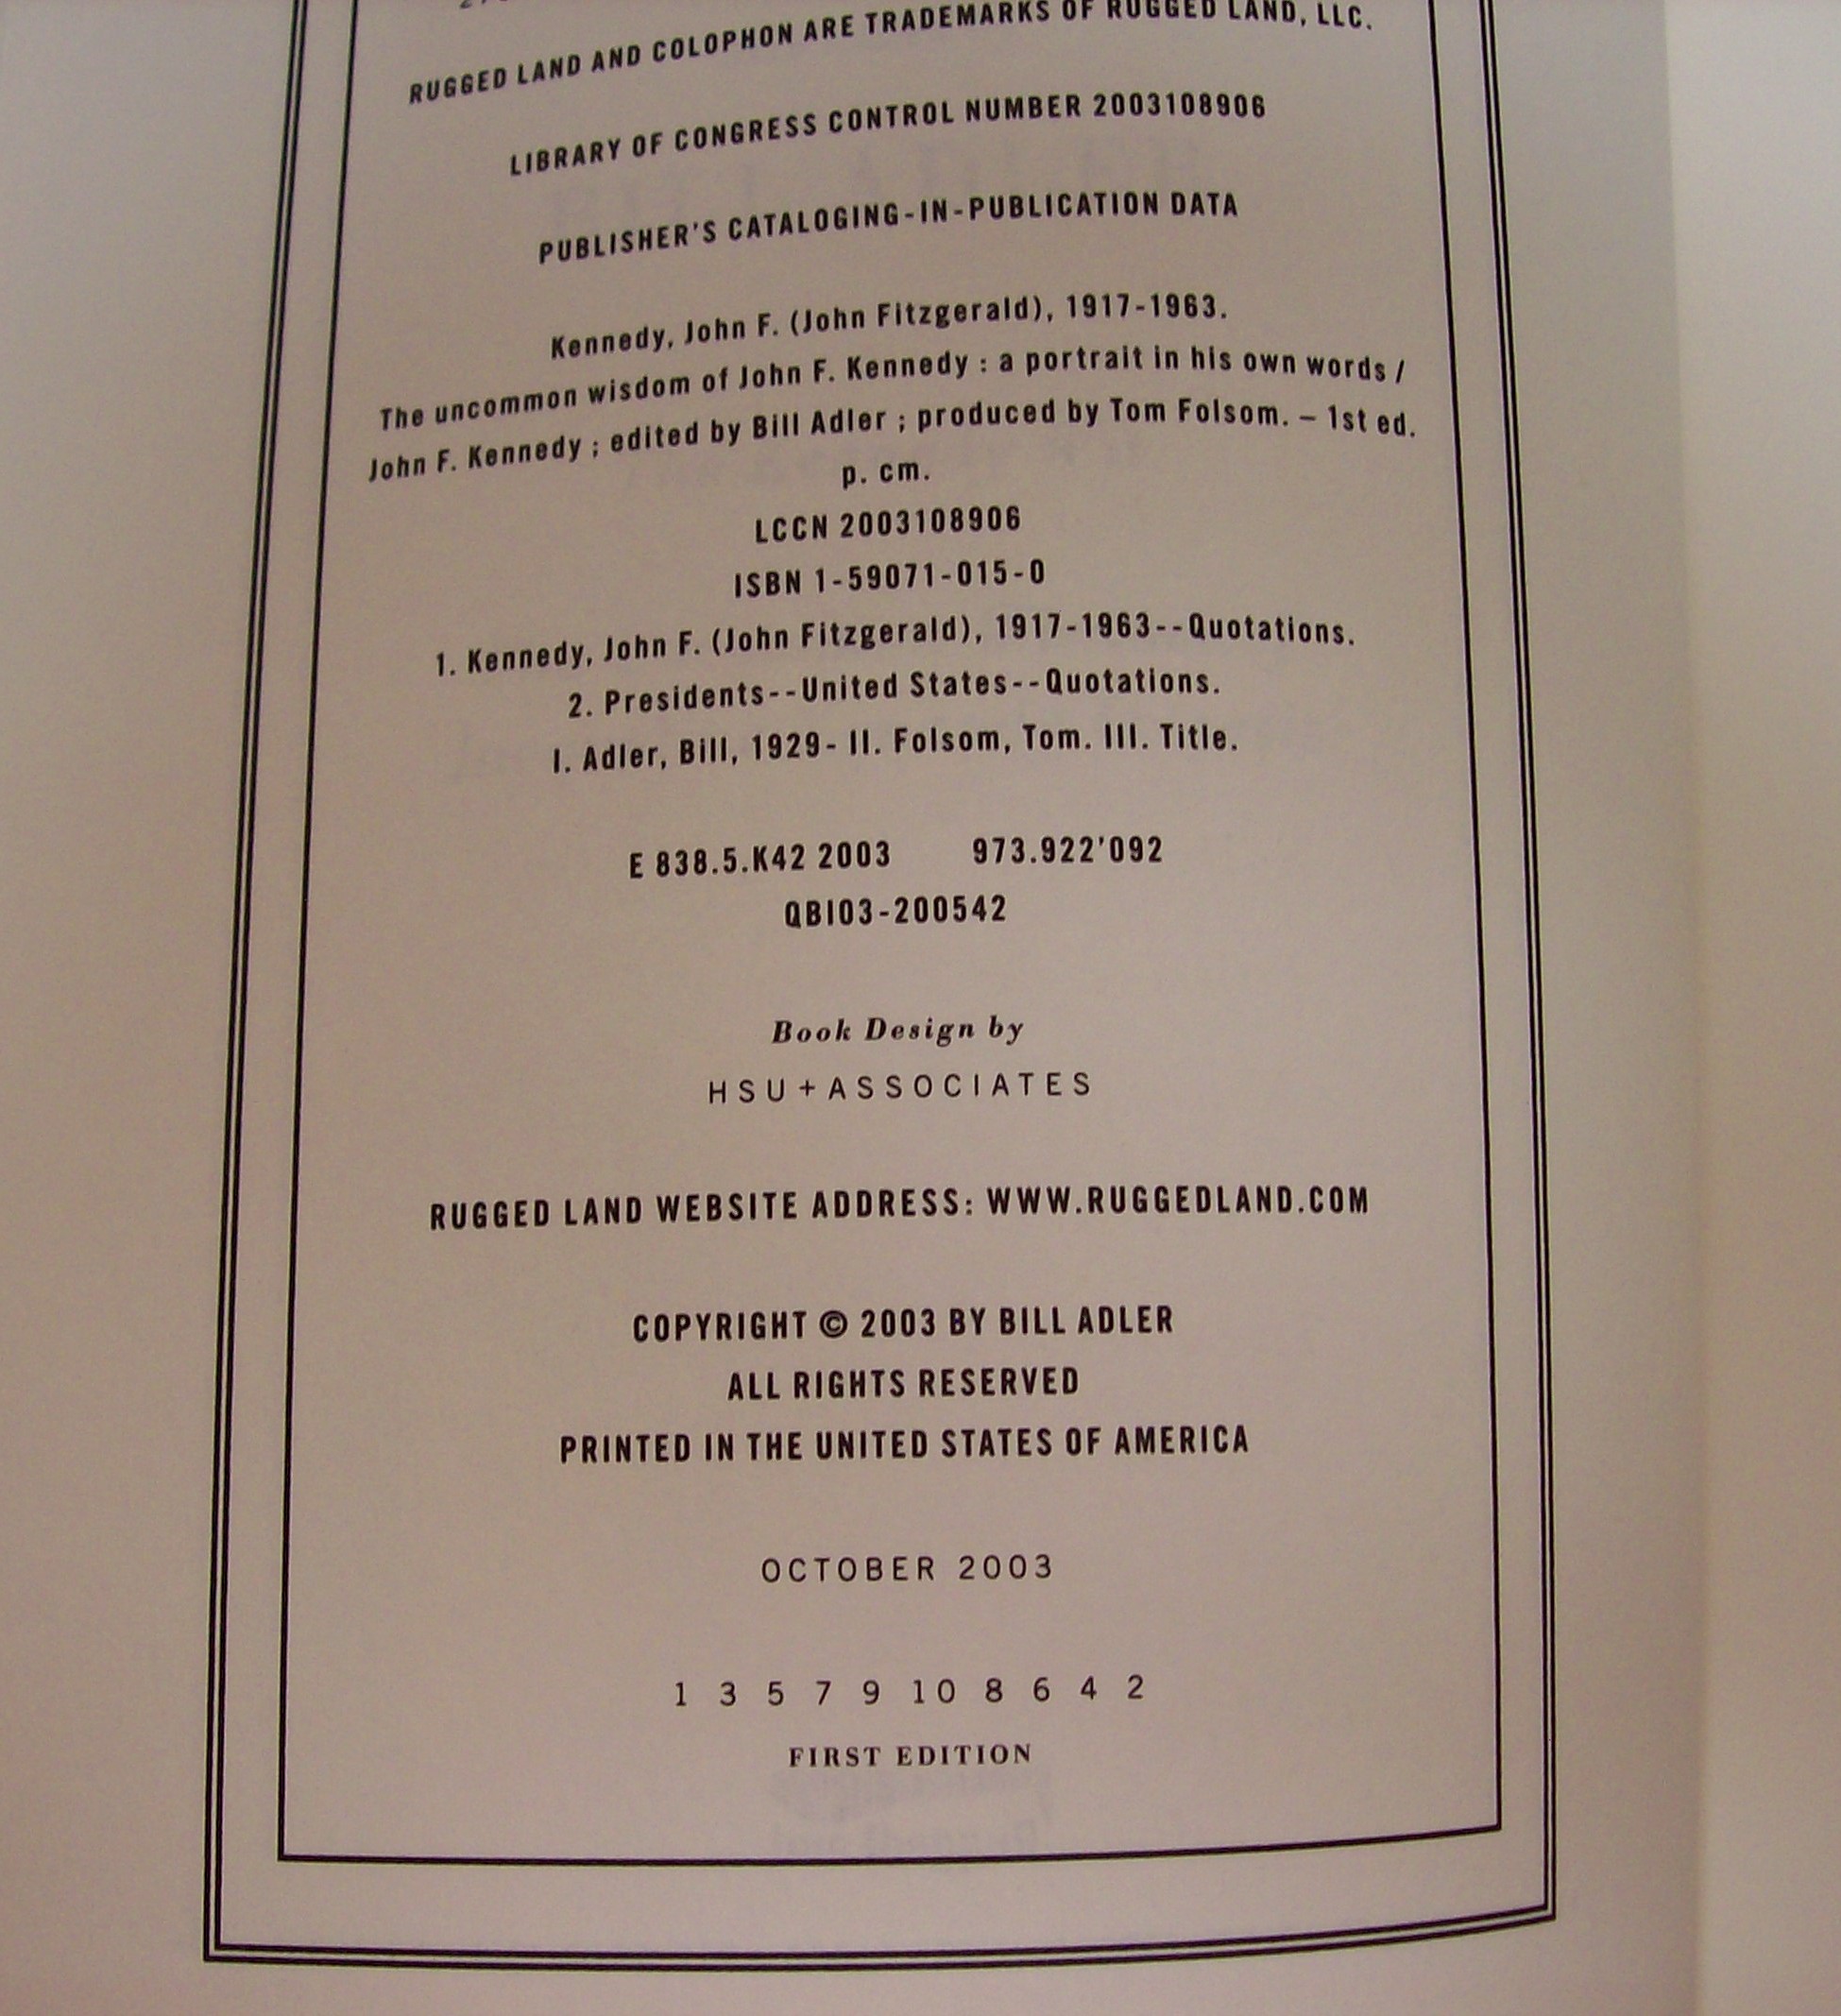 RUGGED LAND AND COLOPHON ARE TRADEMARKS OF RUGGED LAND, LLC.
LIBRARY OF CONGRESS CONTROL NUMBER 2003108906
PUBLISHER'S CATALOGING-IN-PUBLICATION DATA
Kennedy, John F. (John Fitzgerald), 1917-1963.
The uncommon wisdom of John F. Kennedy : a portrait in his own words /
John F. Kennedy ; edited by Bill Adler ; produced by Tom Folsom. – 1st ed.
p. cm.
LCCN 2003108906
ISBN 1-59071-015-0
1. Kennedy, John F. (John Fitzgerald), 1917-1963--Quotations.
2. Presidents--United States--Quotations.
I. Adler, Bill, 1929- II. Folsom, Tom. III. Title.
E 838.5.K42 2003 973.922'092
QBI03-200542
Book Design by
HSU+ASSOCIATES
RUGGED LAND WEBSITE ADDRESS: WWW.RUGGEDLAND.COM
COPYRIGHT © 2003 BY BILL ADLER
ALL RIGHTS RESERVED
PRINTED IN THE UNITED STATES OF AMERICA
OCTOBER 2003
1 3 5 7 9 10 8 6 4 2
FIRST EDITION